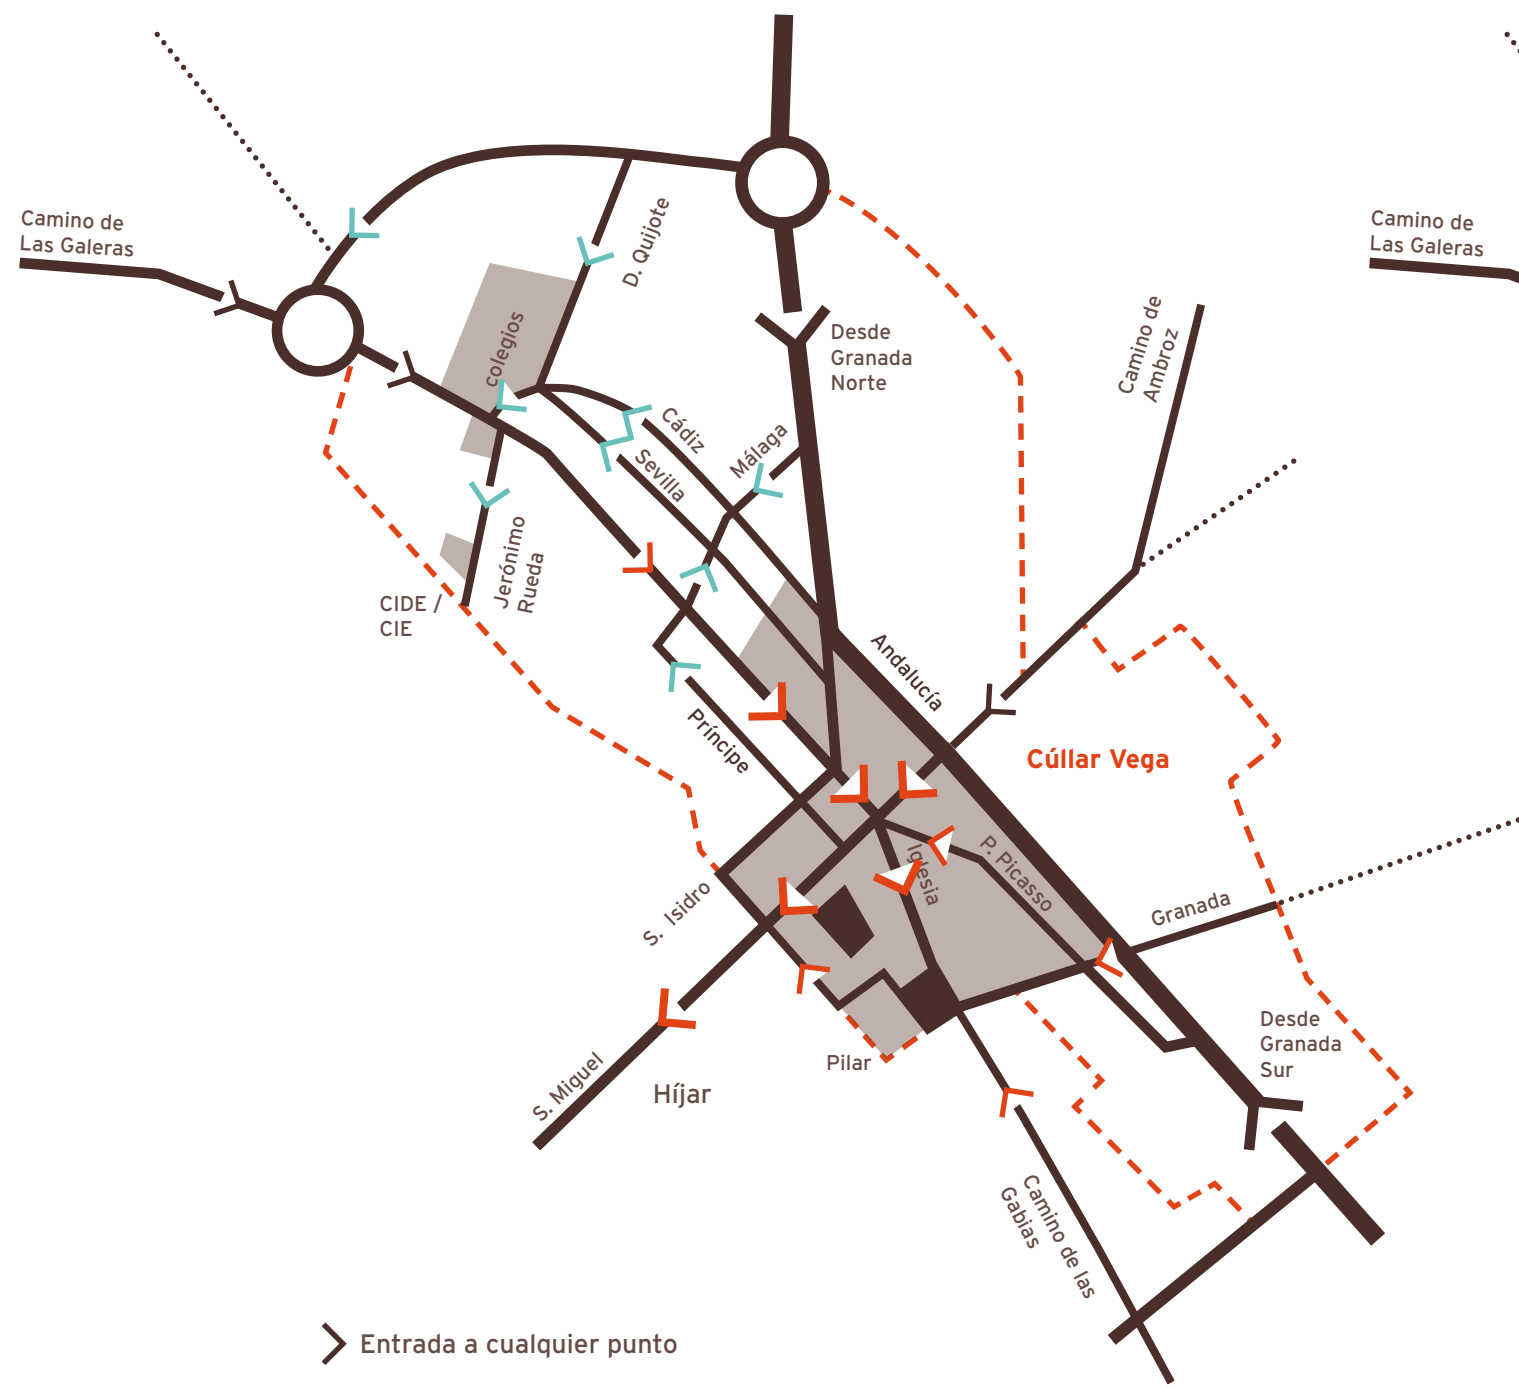 Camino de
Las Galeras
D. Quijote
colegios
Desde
Granada
Norte
Camino de
Ambroz
Camino de
Las Galeras
Cádiz
Sevilla
Málaga
Jerónimo
Rueda
CIDE /
CIE
Andalucía
Príncipe
Cúllar Vega
Iglesia
P. Picasso
S. Isidro
Granada
Desde
Granada
Sur
Pilar
S. Miguel
Híjar
Camino de las
Gabias
Entrada a cualquier punto